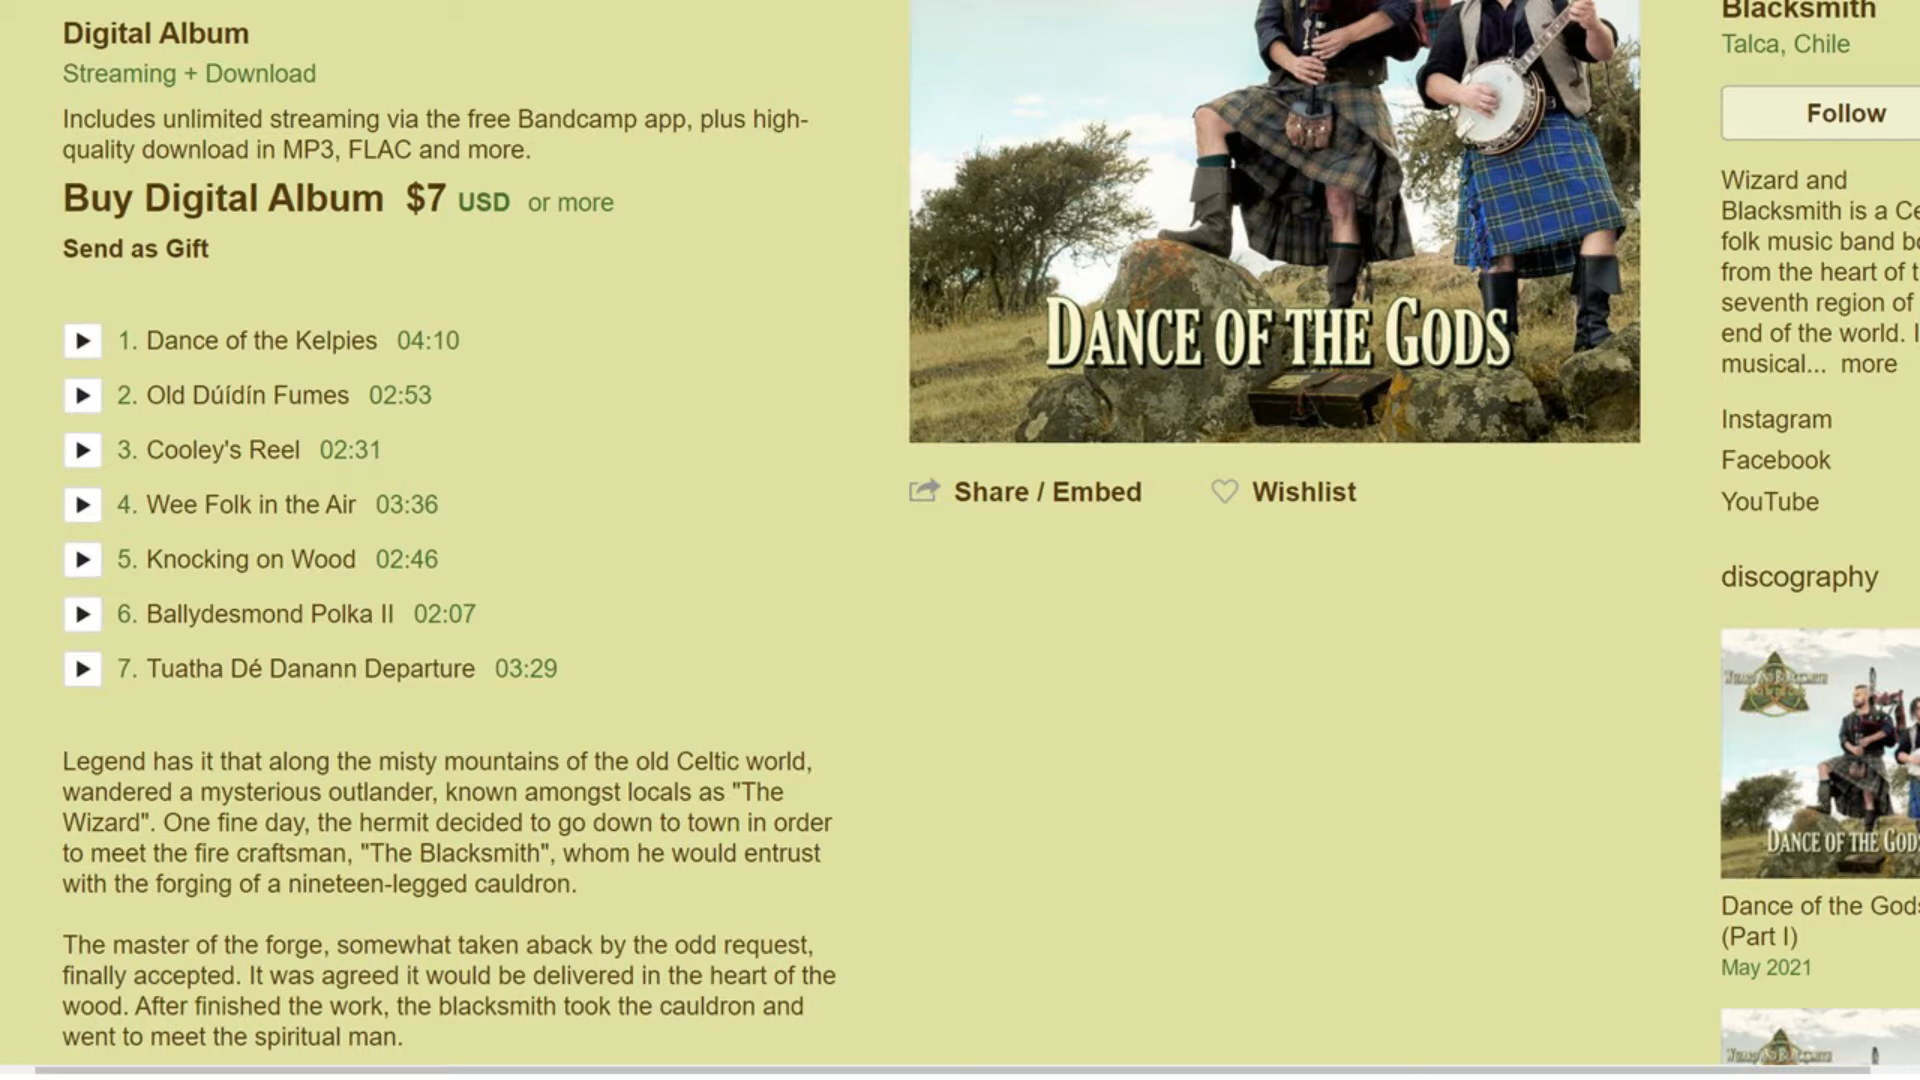 Digital Album
Streaming + Download
Includes unlimited streaming via the free Bandcamp app, plus high-
quality download in MP3, FLAC and more.
Buy Digital Album $7 USD or more
Send as Gift
1. Dance of the Kelpies 04:10
2. Old Dúídín Fumes 02:53
3. Cooley's Reel 02:31
4. Wee Folk in the Air 03:36
5. Knocking on Wood 02:46
6. Ballydesmond Polka II 02:07
7. Tuatha Dé Danann Departure 03:29
Legend has it that along the misty mountains of the old Celtic world,
wandered a mysterious outlander, known amongst locals as "The
Wizard". One fine day, the hermit decided to go down to town in order
to meet the fire craftsman, "The Blacksmith", whom he would entrust
with the forging of a nineteen-legged cauldron.
The master of the forge, somewhat taken aback by the odd request,
finally accepted. It was agreed it would be delivered in the heart of the
wood. After finished the work, the blacksmith took the cauldron and
went to meet the spiritual man.
DANCE OF THE GODS
Share / Embed
Wishlist
Blacksmith
Talca, Chile
Follow
Wizard and
Blacksmith is a Ce
folk music band bo
from the heart of t
seventh region of
end of the world. I
musical... more
Instagram
Facebook
YouTube
discography
DANCE OF THE GOD
Dance of the Gods
(Part I)
May 2021